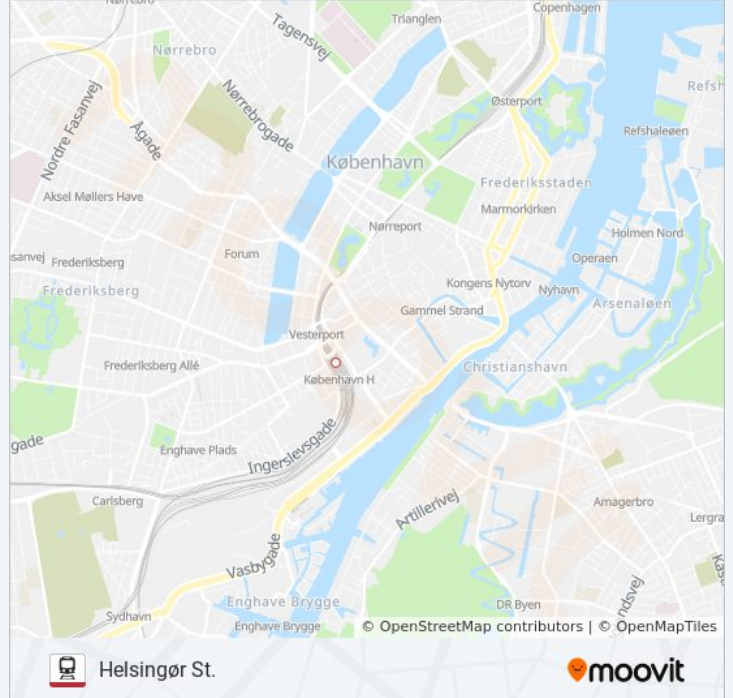 Nørrebro
Copenhagen
Trianglen
Tagensvej
Nørrebro
Refsh
Østerport
Nordre Fasanvej
Nørrebrogade
Ågade
Refshaleøen
København
Frederiksstaden
Aksel Møllers Have
Marmorkirken
Nørreport
Holmen Nord
Forum
sanvej
Frederiksberg
Operaen
Kongens Nytorv
Nyhavn
Frederiksberg
Arsenaløen
Gammel Strand
Vesterport
Frederiksberg Allé
Christianshavn
København H
gade
Enghave Plads
Ingerslevsgade
Carlsberg
Artillerivej
Amagerbro
Lergra
Vasbygade
Kas
ndsvej
Enghave Brygge
DR Byen
Sydhavn
Enghave Brygge
© OpenStreetMap contributors | © OpenMapTiles
Helsingør St.
moovit